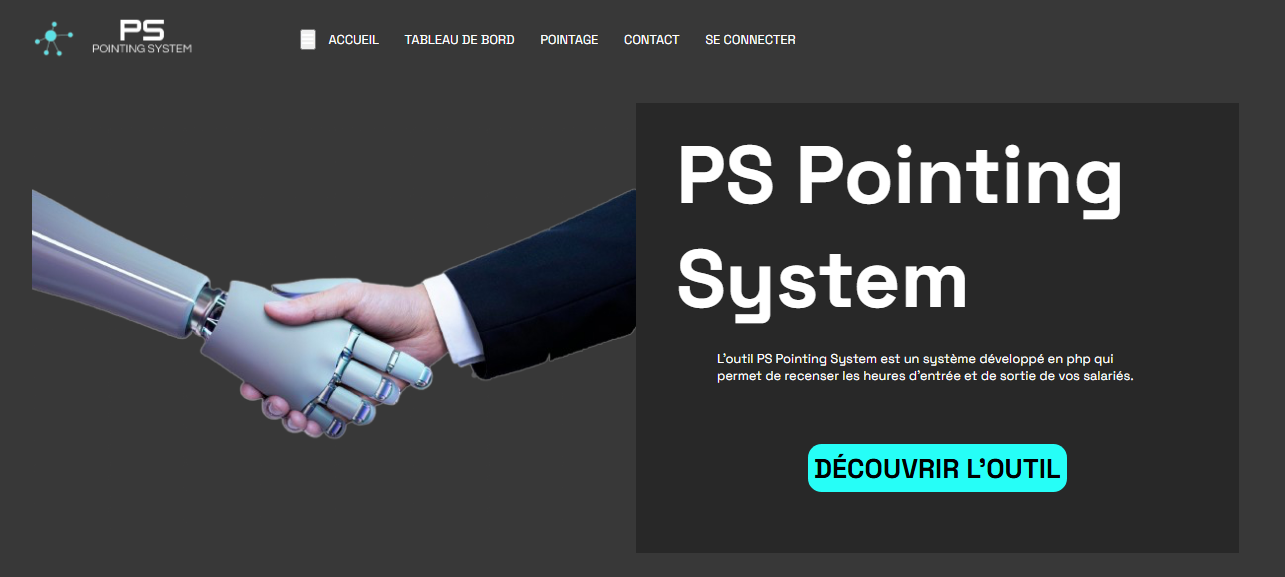 PS
POINTING SYSTEM
ACCUEIL TABLEAU DE BORD POINTAGE CONTACT SE CONNECTER
PS Pointing
System
L'outil PS Pointing System est un système développé en php qui
permet de recenser les heures d'entrée et de sortie de vos salariés.
DÉCOUVRIR L'OUTIL